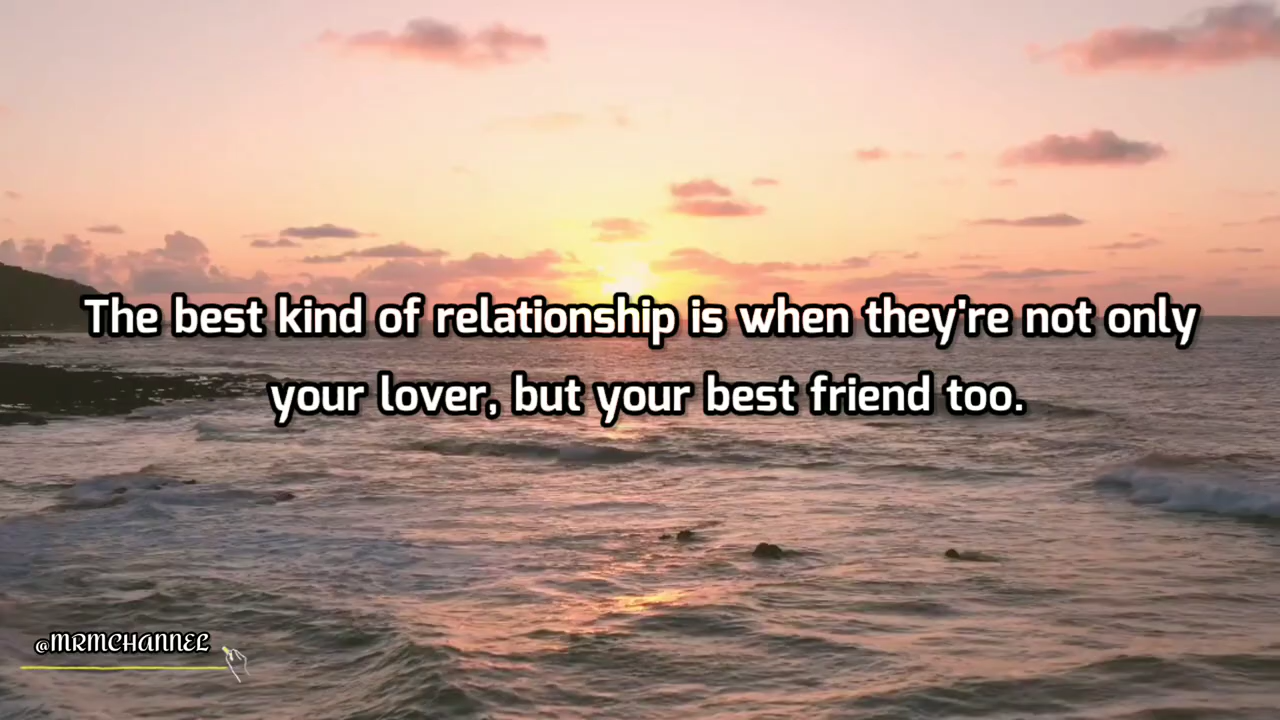 The best kind of relationship is when they're not only
your lover, but your best friend too.
@MRMCHANNEL